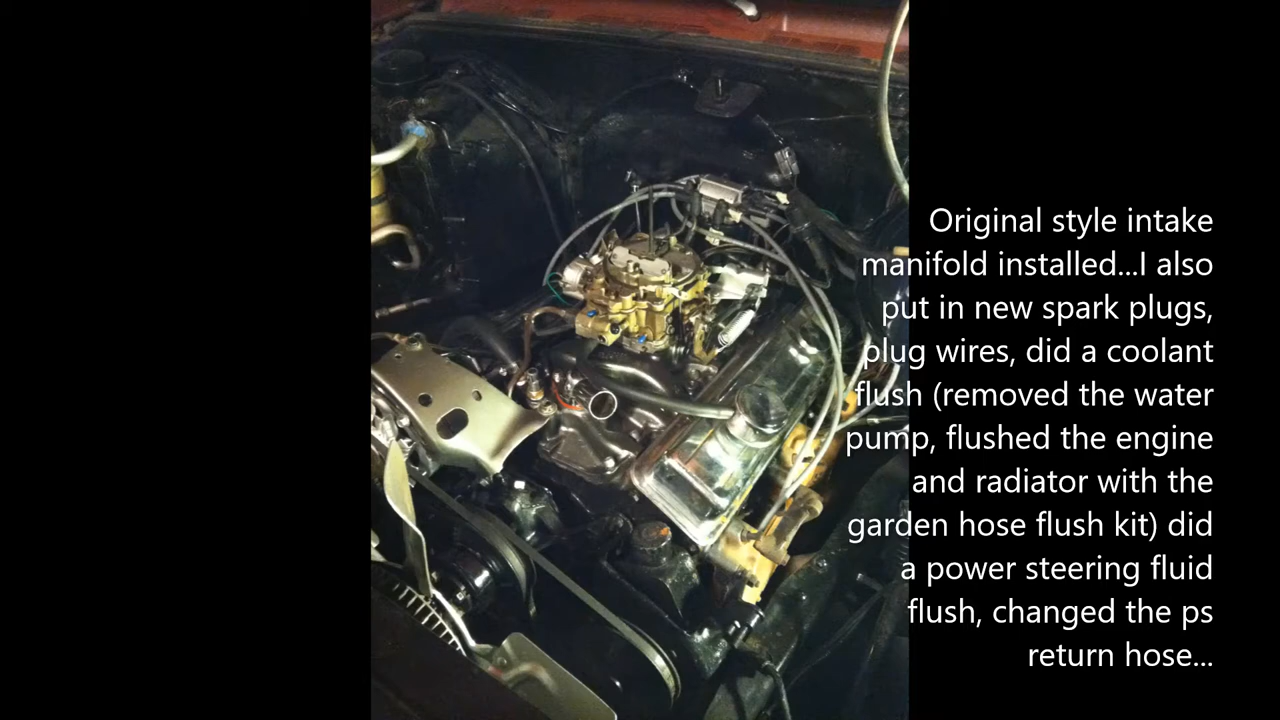 Original style intake
manifold installed...I also
put in new spark plugs,
plug wires, did a coolant
flush (removed the water
pump, flushed the engine
and radiator with the
garden hose flush kit) did
a power steering fluid
flush, changed the ps
return hose...